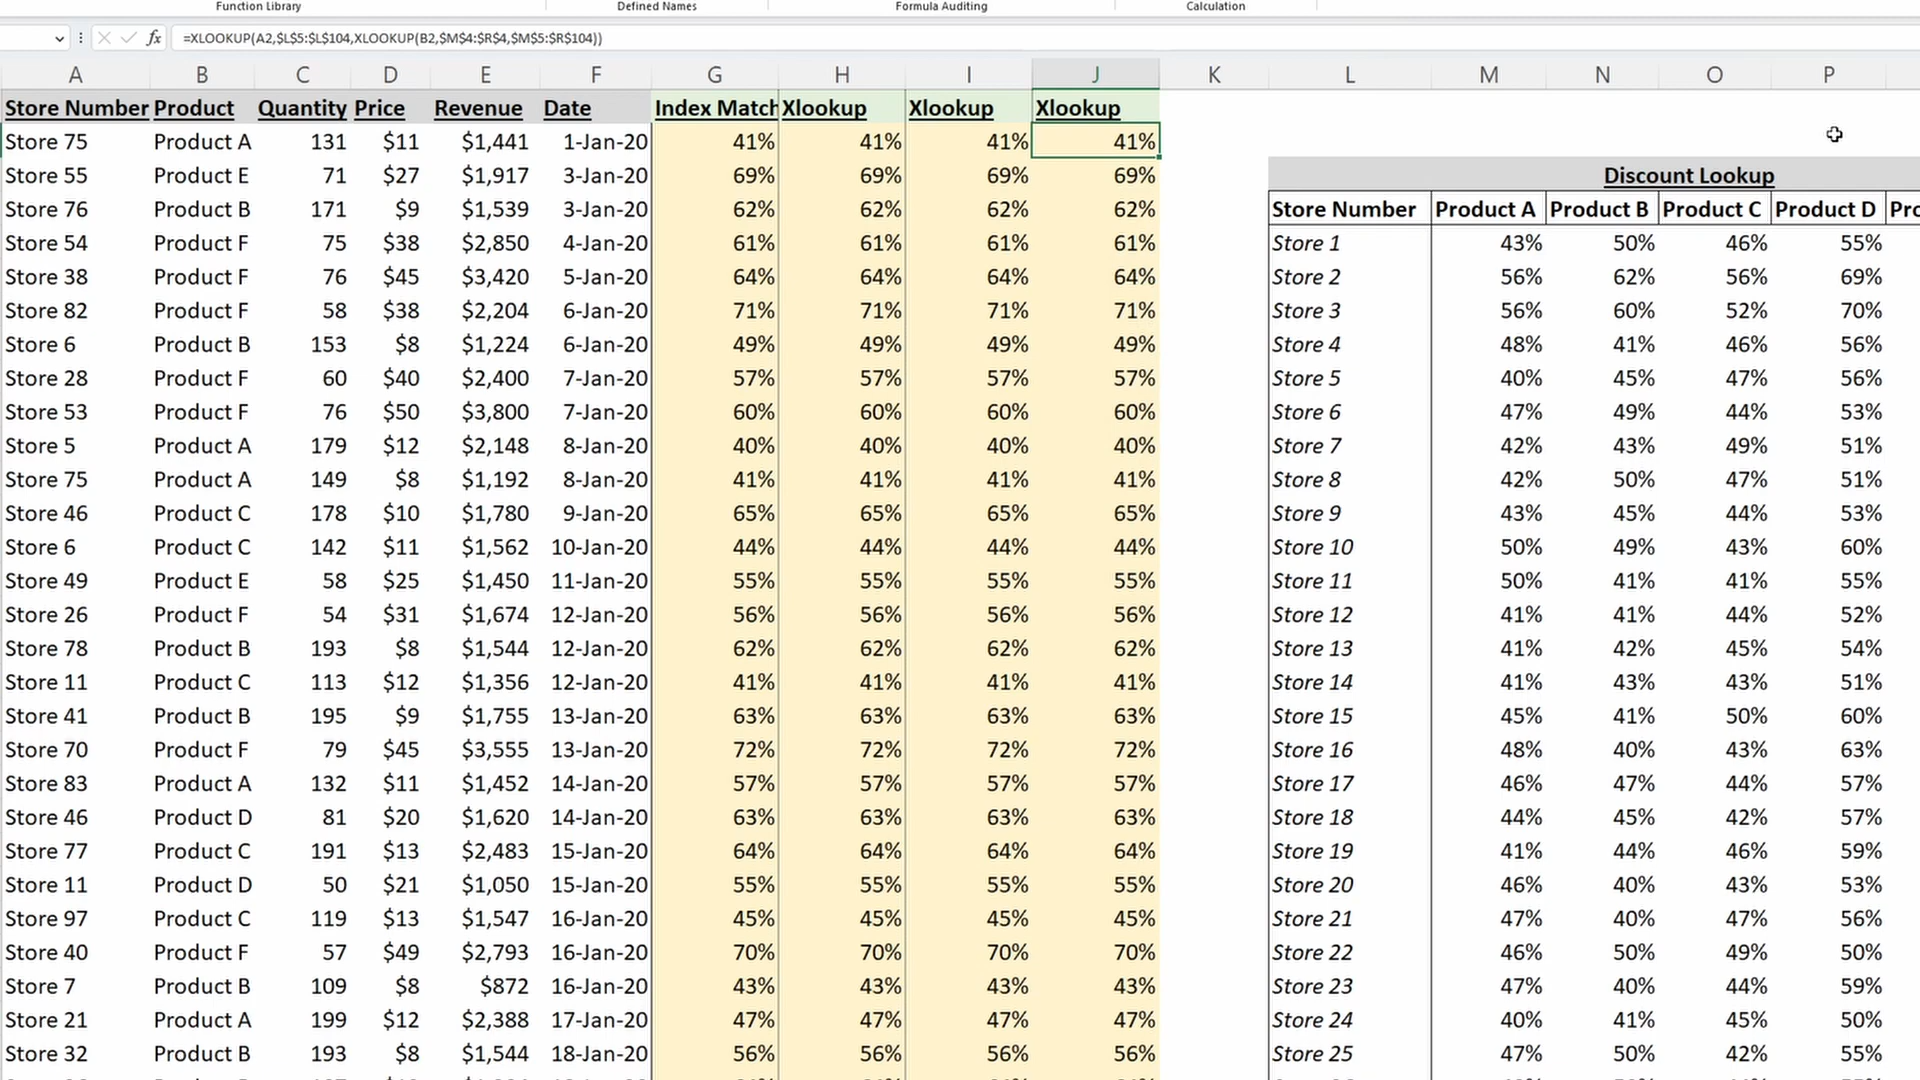 Function Library Defined Names Formula Auditing Calculation
fx =XLOOKUP(A2,$L$5:$L$104,XLOOKUP(B2,$M$4:$R$4,$M$5:$R$104))
A B C D E F G H I J K L M N O P
Store Number Product Quantity Price Revenue Date Index Match Xlookup Xlookup Xlookup
Store 75 Product A 131 $11 $1,441 1-Jan-20 41% 41% 41% 41%
Store 55 Product E 71 $27 $1,917 3-Jan-20 69% 69% 69% 69% Discount Lookup
Store 76 Product B 171 $9 $1,539 3-Jan-20 62% 62% 62% 62% Store Number Product A Product B Product C Product D Pro
Store 54 Product F 75 $38 $2,850 4-Jan-20 61% 61% 61% 61% Store 1 43% 50% 46% 55%
Store 38 Product F 76 $45 $3,420 5-Jan-20 64% 64% 64% 64% Store 2 56% 62% 56% 69%
Store 82 Product F 58 $38 $2,204 6-Jan-20 71% 71% 71% 71% Store 3 56% 60% 52% 70%
Store 6 Product B 153 $8 $1,224 6-Jan-20 49% 49% 49% 49% Store 4 48% 41% 46% 56%
Store 28 Product F 60 $40 $2,400 7-Jan-20 57% 57% 57% 57% Store 5 40% 45% 47% 56%
Store 53 Product F 76 $50 $3,800 7-Jan-20 60% 60% 60% 60% Store 6 47% 49% 44% 53%
Store 5 Product A 179 $12 $2,148 8-Jan-20 40% 40% 40% 40% Store 7 42% 43% 49% 51%
Store 75 Product A 149 $8 $1,192 8-Jan-20 41% 41% 41% 41% Store 8 42% 50% 47% 51%
Store 46 Product C 178 $10 $1,780 9-Jan-20 65% 65% 65% 65% Store 9 43% 45% 44% 53%
Store 6 Product C 142 $11 $1,562 10-Jan-20 44% 44% 44% 44% Store 10 50% 49% 43% 60%
Store 49 Product E 58 $25 $1,450 11-Jan-20 55% 55% 55% 55% Store 11 50% 41% 41% 55%
Store 26 Product F 54 $31 $1,674 12-Jan-20 56% 56% 56% 56% Store 12 41% 41% 44% 52%
Store 78 Product B 193 $8 $1,544 12-Jan-20 62% 62% 62% 62% Store 13 41% 42% 45% 54%
Store 11 Product C 113 $12 $1,356 12-Jan-20 41% 41% 41% 41% Store 14 41% 43% 43% 51%
Store 41 Product B 195 $9 $1,755 13-Jan-20 63% 63% 63% 63% Store 15 45% 41% 50% 60%
Store 70 Product F 79 $45 $3,555 13-Jan-20 72% 72% 72% 72% Store 16 48% 40% 43% 63%
Store 83 Product A 132 $11 $1,452 14-Jan-20 57% 57% 57% 57% Store 17 46% 47% 44% 57%
Store 46 Product D 81 $20 $1,620 14-Jan-20 63% 63% 63% 63% Store 18 44% 45% 42% 57%
Store 77 Product C 191 $13 $2,483 15-Jan-20 64% 64% 64% 64% Store 19 41% 44% 46% 59%
Store 11 Product D 50 $21 $1,050 15-Jan-20 55% 55% 55% 55% Store 20 46% 40% 43% 53%
Store 97 Product C 119 $13 $1,547 16-Jan-20 45% 45% 45% 45% Store 21 47% 40% 47% 56%
Store 40 Product F 57 $49 $2,793 16-Jan-20 70% 70% 70% 70% Store 22 46% 50% 49% 50%
Store 7 Product B 109 $8 $872 16-Jan-20 43% 43% 43% 43% Store 23 47% 40% 44% 59%
Store 21 Product A 199 $12 $2,388 17-Jan-20 47% 47% 47% 47% Store 24 40% 41% 45% 50%
Store 32 Product B 193 $8 $1,544 18-Jan-20 56% 56% 56% 56% Store 25 47% 50% 42% 55%